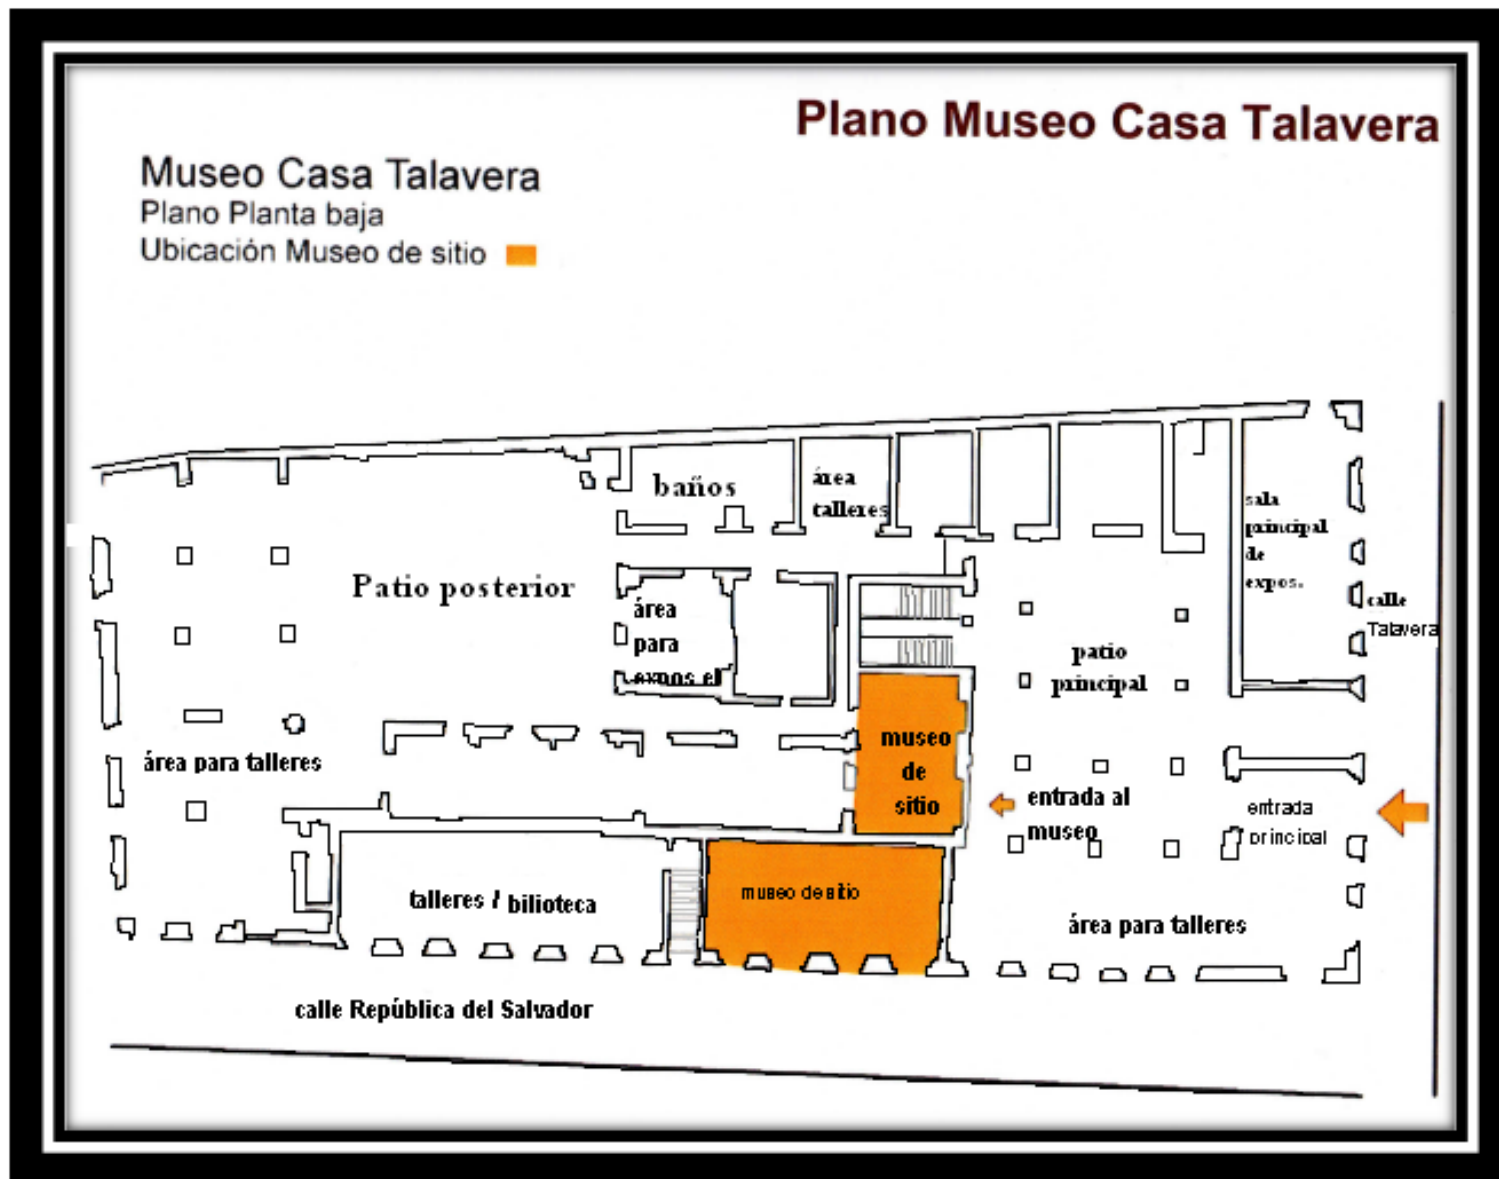 Plano Museo Casa Talavera
Museo Casa Talavera
Plano Planta baja
Ubicación Museo de sitio
baños
área
talleres
sala
principal
de
expos.
Patio posterior
área
para
expos el
calle
Talavera
patio
principal
museo
de
sitio
área para talleres
entrada al
museo
entrada
principal
talleres / bilioteca
museo de sitio
área para talleres
calle República del Salvador